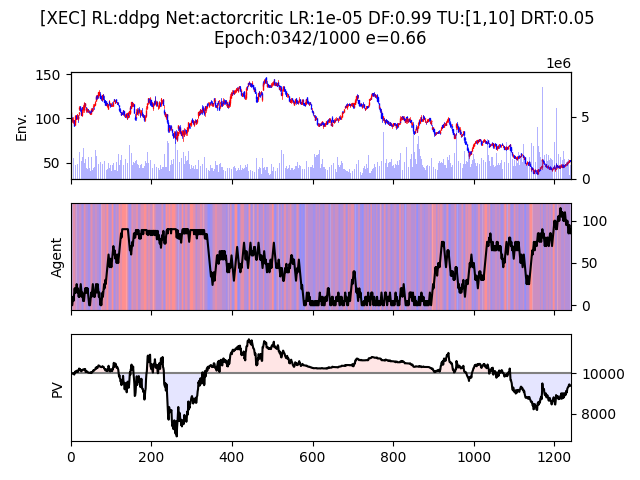 [XEC] RL:ddpg Net:actorcritic LR:1e-05 DF:0.99 TU:[1,10] DRT:0.05
Epoch:0342/1000 e=0.66
1e6
150
100
50
5
0
Env.
100
50
0
Agent
10000
8000
PV
0 200 400 600 800 1000 1200